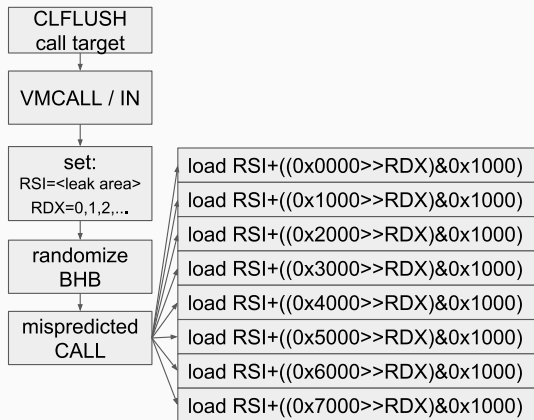 CLFLUSH
call target
VMCALL / IN
set:
RSI=<leak area>
RDX=0,1,2,...
randomize
BHB
mispredicted
CALL
load RSI+((0x0000>>RDX)&0x1000)
load RSI+((0x1000>>RDX)&0x1000)
load RSI+((0x2000>>RDX)&0x1000)
load RSI+((0x3000>>RDX)&0x1000)
load RSI+((0x4000>>RDX)&0x1000)
load RSI+((0x5000>>RDX)&0x1000)
load RSI+((0x6000>>RDX)&0x1000)
load RSI+((0x7000>>RDX)&0x1000)